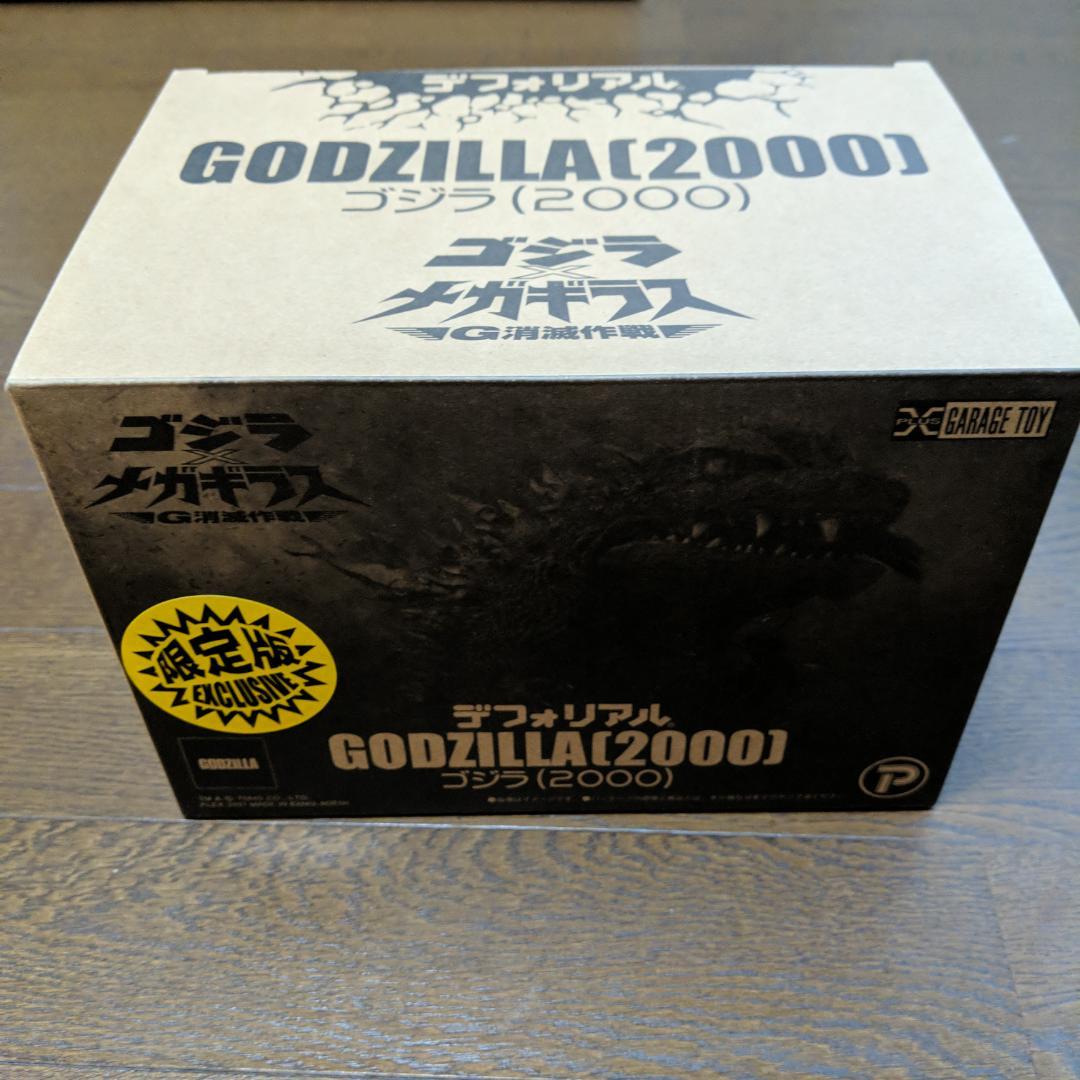 デフォリアル
GODZILLA(2000)
ゴジラ(2000)
ゴジラ
×
メガギラス
G消滅作戦
ゴジラ
×
メガギラス
G消滅作戦
X PLUS GARAGE TOY
限定版
EXCLUSIVE
デフォリアル
GODZILLA(2000)
ゴジラ(2000)
GODZILLA
P